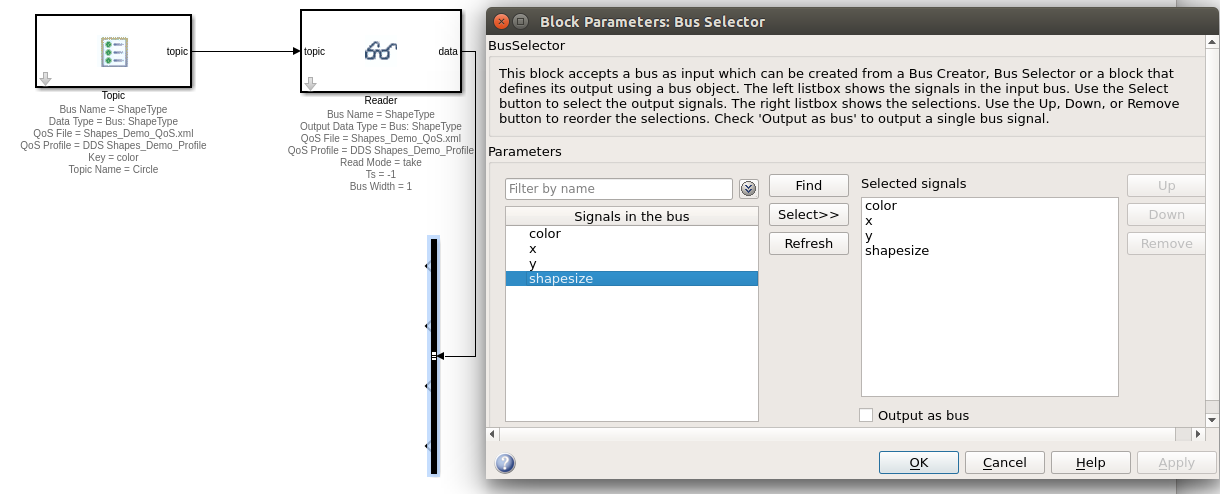 topic
Topic
Bus Name = ShapeType
Data Type = Bus: ShapeType
QoS File = Shapes_Demo_QoS.xml
QoS Profile = DDS Shapes_Demo_Profile
Key = color
Topic Name = Circle
topic
data
Reader
Bus Name = ShapeType
Output Data Type = Bus: ShapeType
QoS File = Shapes_Demo_QoS.xml
QoS Profile = DDS Shapes_Demo_Profile
Read Mode = take
Ts = -1
Bus Width = 1
Block Parameters: Bus Selector
BusSelector
This block accepts a bus as input which can be created from a Bus Creator, Bus Selector or a block that
defines its output using a bus object. The left listbox shows the signals in the input bus. Use the Select
button to select the output signals. The right listbox shows the selections. Use the Up, Down, or Remove
button to reorder the selections. Check 'Output as bus' to output a single bus signal.
Parameters
Filter by name
Signals in the bus
color
x
y
shapesize
Find
Select>>
Refresh
Selected signals
color
x
y
shapesize
Up
Down
Remove
Output as bus
OK
Cancel
Help
Apply